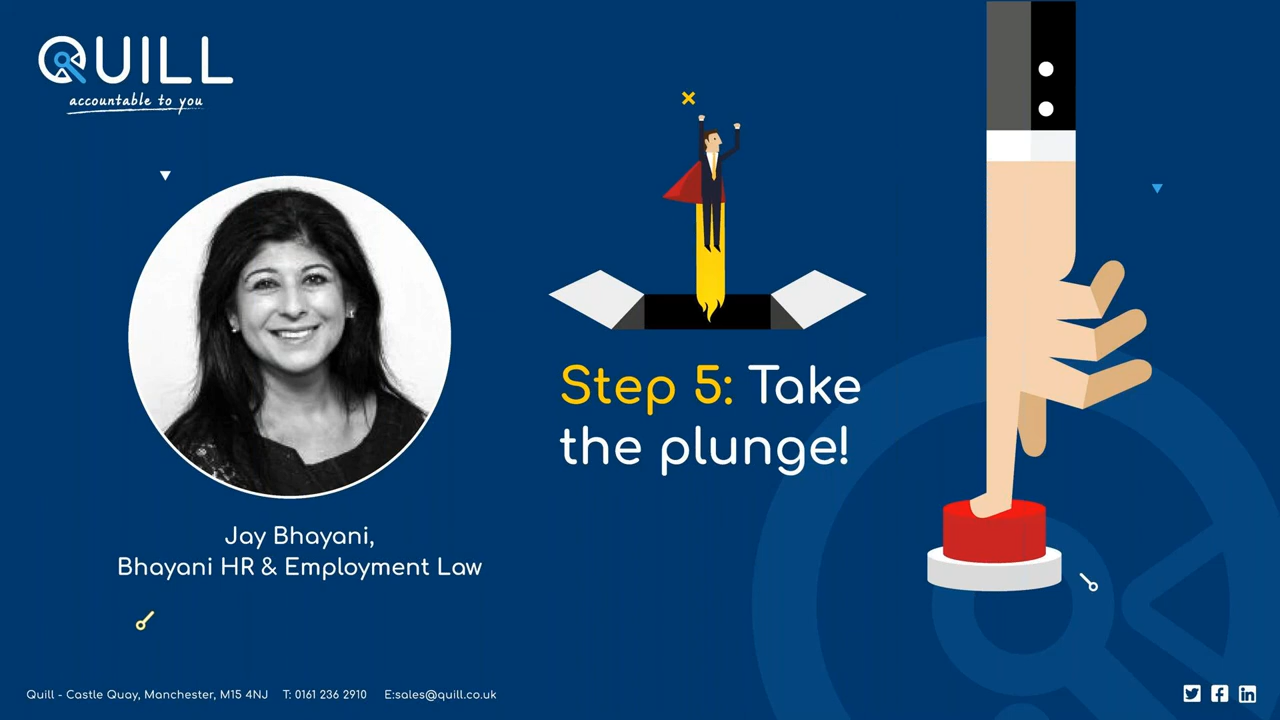 QUILL
accountable to you
Step 5: Take
the plunge!
Jay Bhayani,
Bhayani HR & Employment Law
Quill - Castle Quay, Manchester, M15 4NJ T: 0161 236 2910 E:sales@quill.co.uk